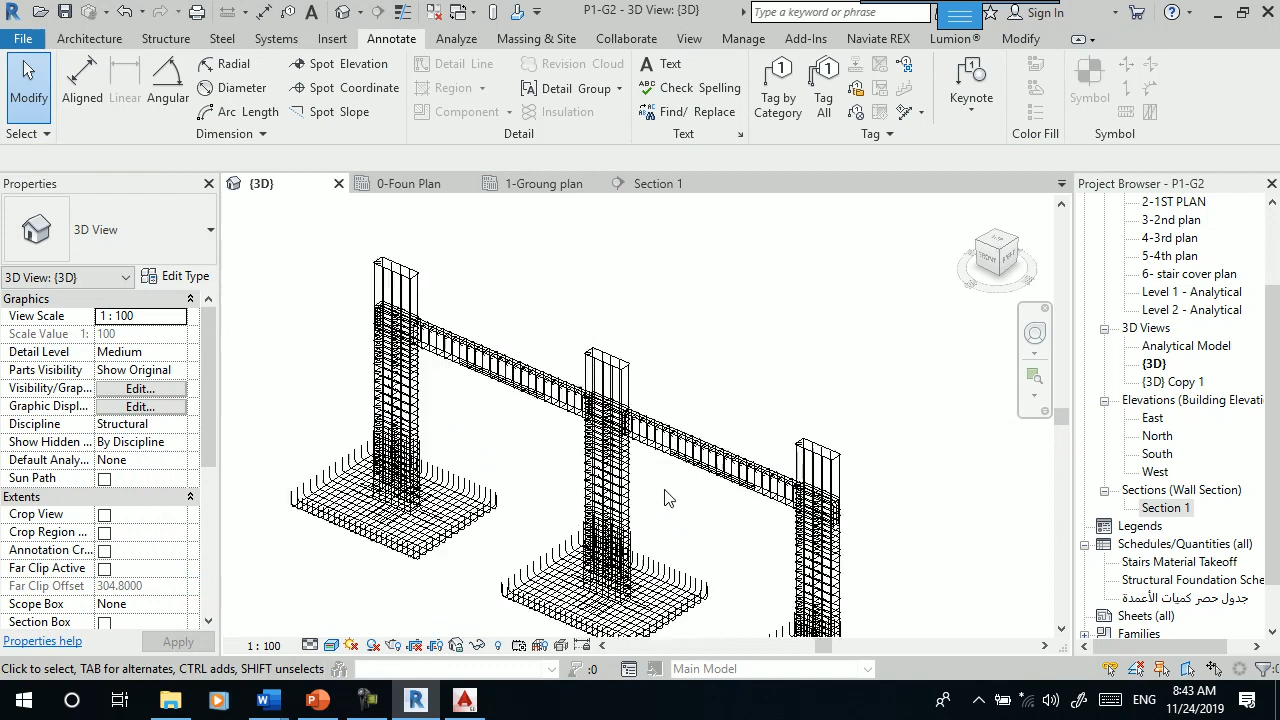 P1-G2 - 3D View: {3D}
Type a keyword or phrase
Sign In
File Architecture Structure Steel Systems Insert Annotate Analyze Massing & Site Collaborate View Manage Add-Ins Naviate REX Lumion® Modify
Modify
Select
Aligned
Linear
Angular
Radial
Diameter
Arc Length
Spot Elevation
Spot Coordinate
Spot Slope
Dimension
Detail Line
Region
Component
Revision Cloud
Detail Group
Insulation
Detail
Text
Check Spelling
Find/ Replace
Text
Tag by Category
Tag All
Tag
Keynote
Color Fill
Symbol
Symbol
Properties
{3D}
0-Foun Plan
1-Groung plan
Section 1
Project Browser - P1-G2
3D View
3D View: {3D}
Edit Type
Graphics
View Scale 1 : 100
Scale Value 1: 100
Detail Level Medium
Parts Visibility Show Original
Visibility/Grap... Edit...
Graphic Displ... Edit...
Discipline Structural
Show Hidden ... By Discipline
Default Analy... None
Sun Path
Extents
Crop View
Crop Region ...
Annotation Cr...
Far Clip Active
Far Clip Offset 304.8000
Scope Box None
Section Box
Properties help
Apply
FRONT
2-1ST PLAN
3-2nd plan
4-3rd plan
5-4th plan
6- stair cover plan
Level 1 - Analytical
Level 2 - Analytical
3D Views
Analytical Model
{3D}
{3D} Copy 1
Elevations (Building Elevati
East
North
South
West
Sections (Wall Section)
Section 1
Legends
Schedules/Quantities (all)
Stairs Material Takeoff
Structural Foundation Sche
جدول حصر كميات الأعمدة
Sheets (all)
Families
1 : 100
Click to select, TAB for alternates, CTRL adds, SHIFT unselects
:0
Main Model
:0
ENG
8:43 AM
11/24/2019